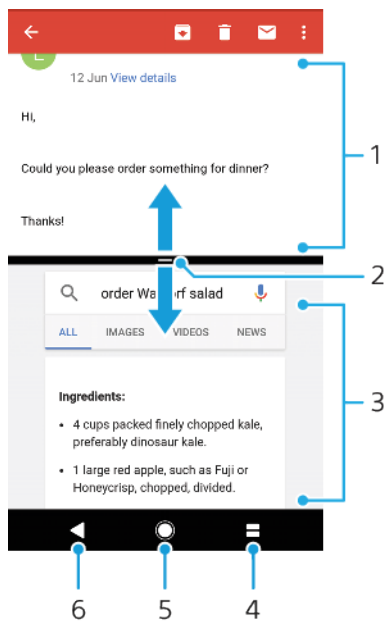 12 Jun View details
Hi,
Could you please order something for dinner?
Thanks!
1
2
order Wa rf salad
ALL IMAGES VIDEOS NEWS
3
Ingredients:
• 4 cups packed finely chopped kale,
preferably dinosaur kale.
• 1 large red apple, such as Fuji or
Honeycrisp, chopped, divided.
6 5 4